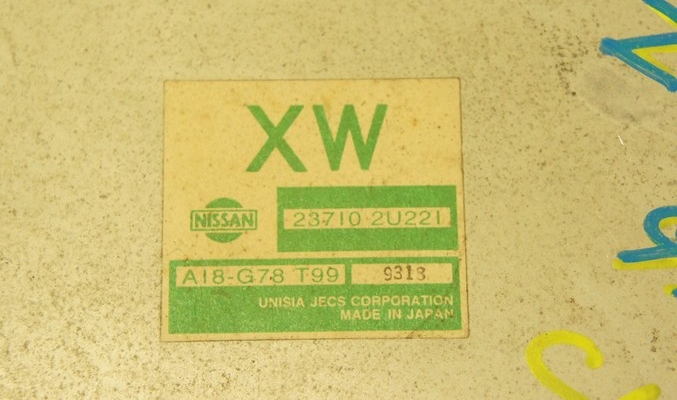 XW
NISSAN
23710 2U221
A18-G78 T99
9313
UNISIA JECS CORPORATION
MADE IN JAPAN